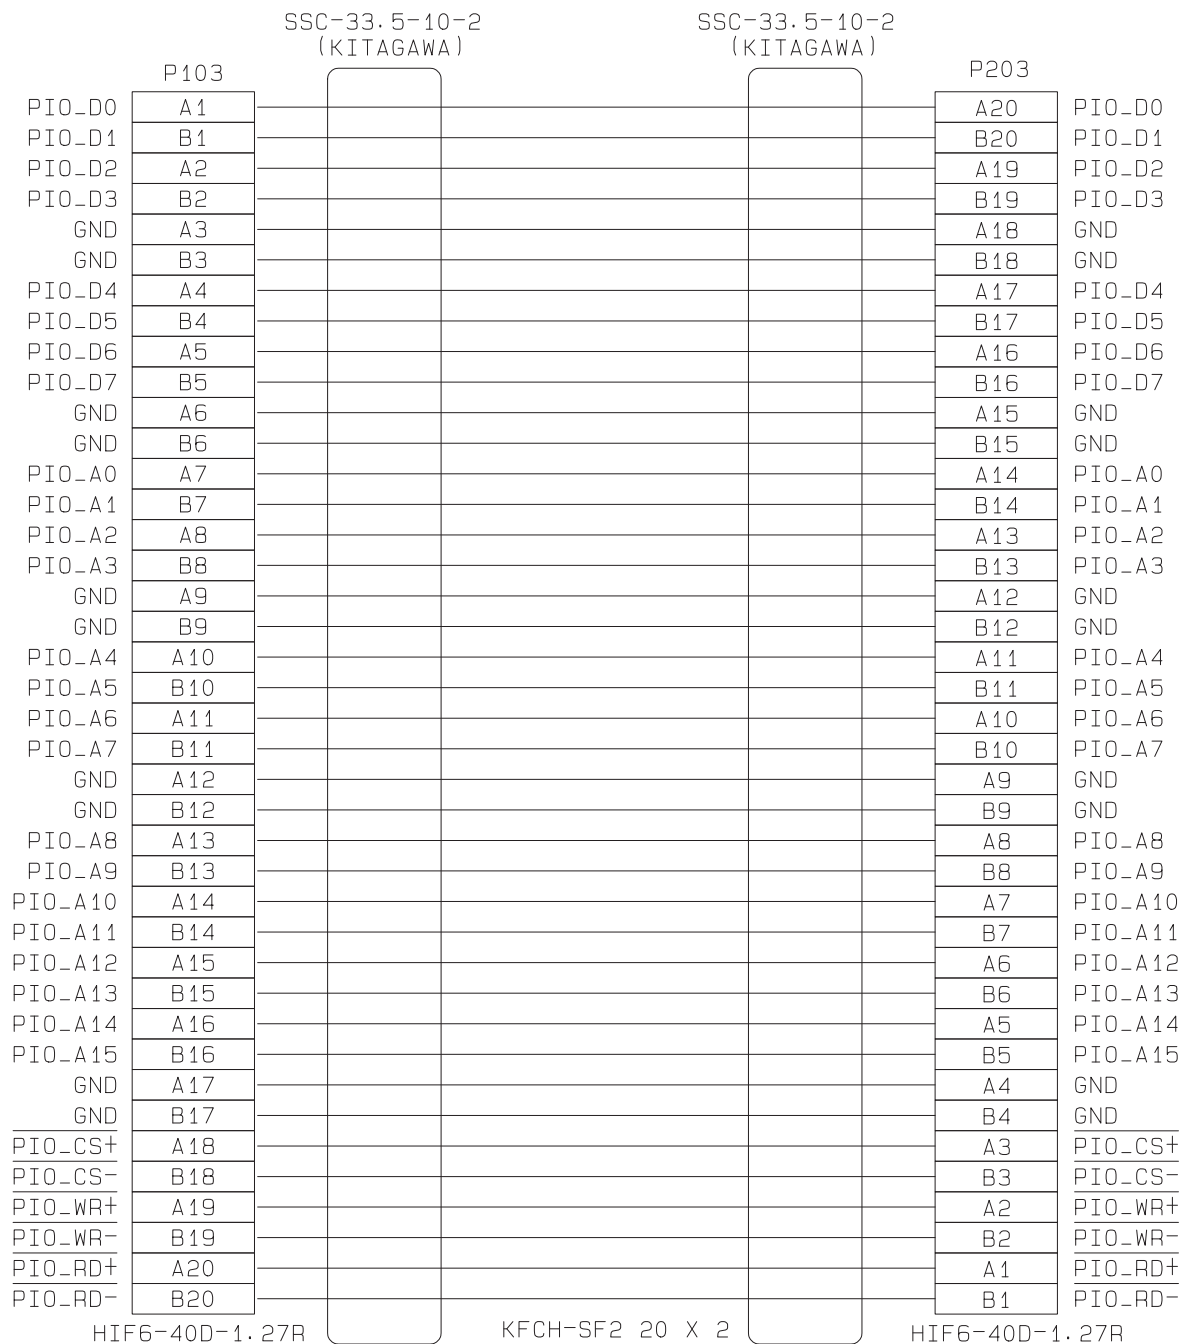 SSC-33.5-10-2 SSC-33.5-10-2
(KITAGAWA) (KITAGAWA)
P103 P203
PIO_D0 A1 A20 PIO_D0
PIO_D1 B1 B20 PIO_D1
PIO_D2 A2 A19 PIO_D2
PIO_D3 B2 B19 PIO_D3
GND A3 A18 GND
GND B3 B18 GND
PIO_D4 A4 A17 PIO_D4
PIO_D5 B4 B17 PIO_D5
PIO_D6 A5 A16 PIO_D6
PIO_D7 B5 B16 PIO_D7
GND A6 A15 GND
GND B6 B15 GND
PIO_A0 A7 A14 PIO_A0
PIO_A1 B7 B14 PIO_A1
PIO_A2 A8 A13 PIO_A2
PIO_A3 B8 B13 PIO_A3
GND A9 A12 GND
GND B9 B12 GND
PIO_A4 A10 A11 PIO_A4
PIO_A5 B10 B11 PIO_A5
PIO_A6 A11 A10 PIO_A6
PIO_A7 B11 B10 PIO_A7
GND A12 A9 GND
GND B12 B9 GND
PIO_A8 A13 A8 PIO_A8
PIO_A9 B13 B8 PIO_A9
PIO_A10 A14 A7 PIO_A10
PIO_A11 B14 B7 PIO_A11
PIO_A12 A15 A6 PIO_A12
PIO_A13 B15 B6 PIO_A13
PIO_A14 A16 A5 PIO_A14
PIO_A15 B16 B5 PIO_A15
GND A17 A4 GND
GND B17 B4 GND
PIO_CS+ A18 A3 PIO_CS+
PIO_CS- B18 B3 PIO_CS-
PIO_WR+ A19 A2 PIO_WR+
PIO_WR- B19 B2 PIO_WR-
PIO_RD+ A20 A1 PIO_RD+
PIO_RD- B20 B1 PIO_RD-
HIF6-40D-1.27R KFCH-SF2 20 X 2 HIF6-40D-1.27R